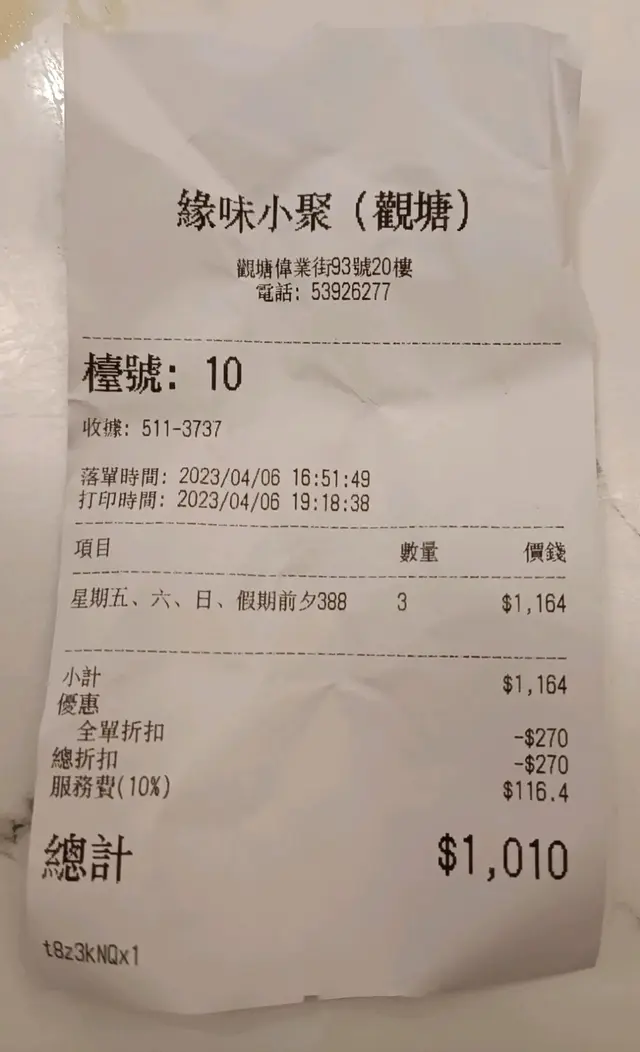 緣味小聚（觀塘）
觀塘偉業街93號20樓
電話: 53926277
檯號: 10
收據: 511-3737
落單時間: 2023/04/06 16:51:49
打印時間: 2023/04/06 19:18:38
項目 數量 價錢
星期五、六、日、假期前夕388 3 $1,164
小計 $1,164
優惠
全單折扣 -$270
總折扣 -$270
服務費(10%) $116.4
總計 $1,010
t8z3kNQx1